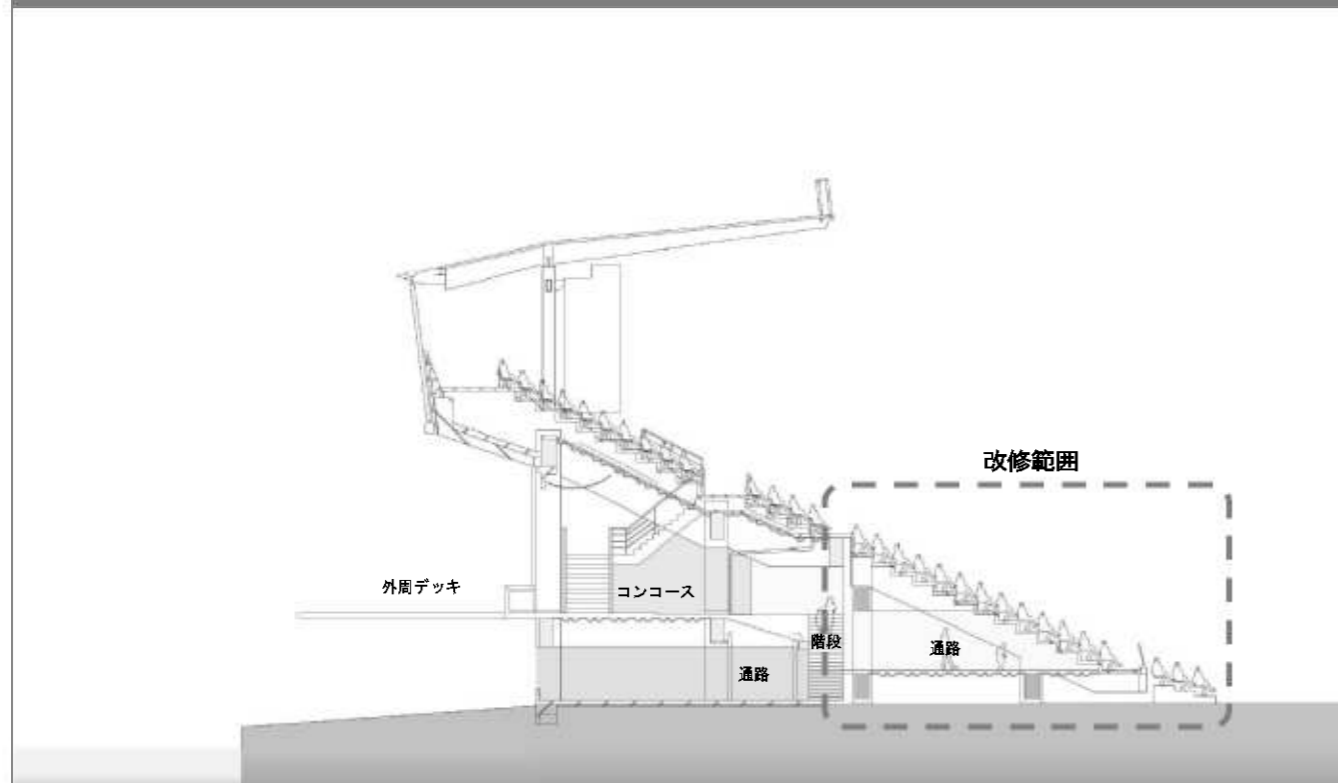 改修範囲
外周デッキ
コンコース
階段
通路
通路